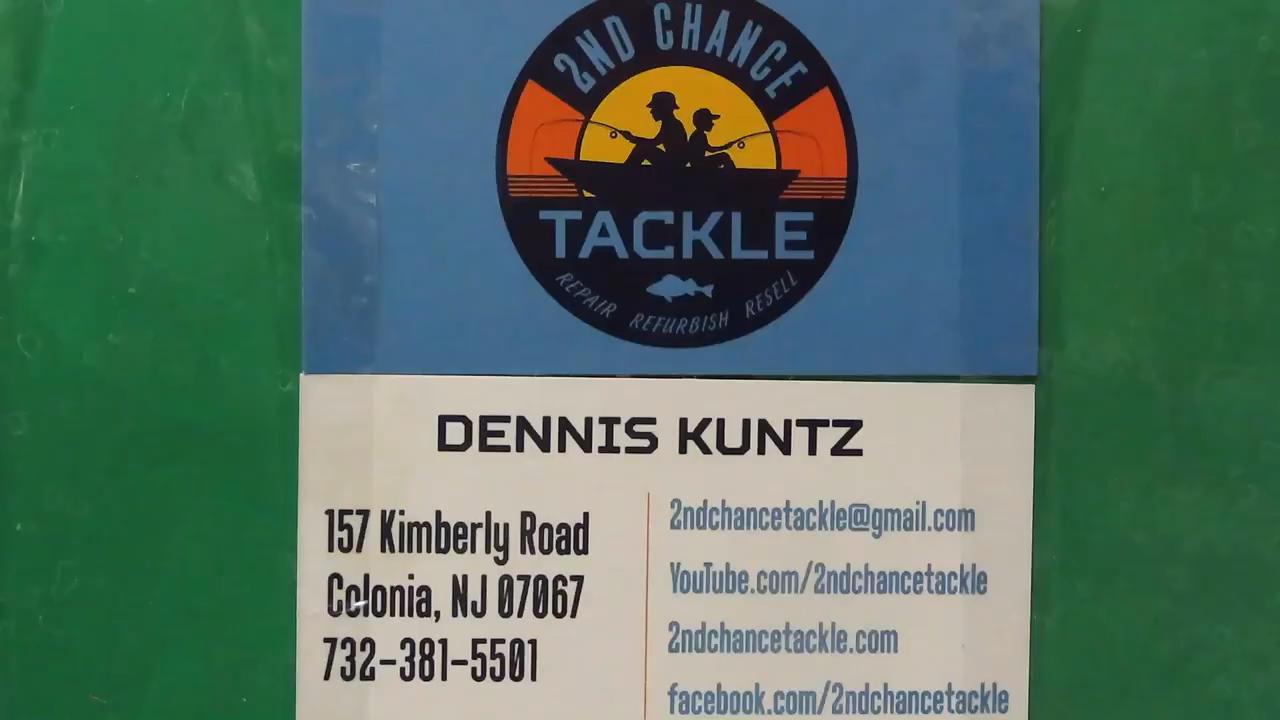 2ND CHANCE
TACKLE
REPAIR REFURBISH RESELL
DENNIS KUNTZ
157 Kimberly Road
Colonia, NJ 07067
732-381-5501
2ndchancetackle@gmail.com
YouTube.com/2ndchancetackle
2ndchancetackle.com
facebook.com/2ndchancetackle